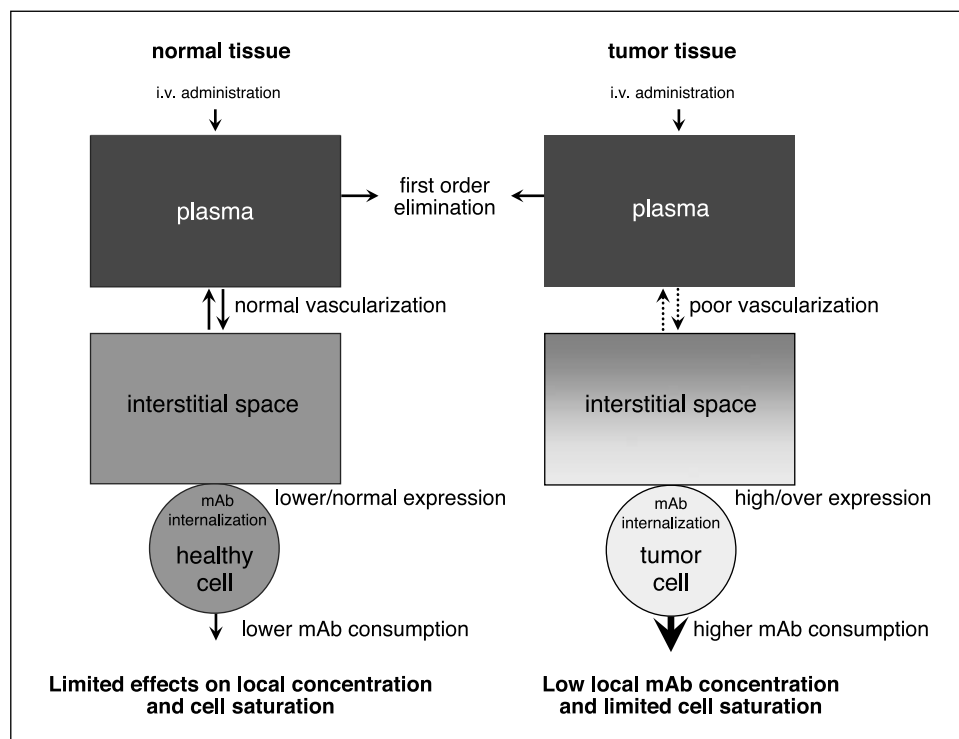 normal tissue
i.v. administration
plasma
normal vascularization
interstitial space
lower/normal expression
mAb
internalization
healthy
cell
lower mAb consumption
Limited effects on local concentration
and cell saturation
first order
elimination
tumor tissue
i.v. administration
plasma
poor vascularization
interstitial space
high/over expression
mAb
internalization
tumor
cell
higher mAb consumption
Low local mAb concentration
and limited cell saturation